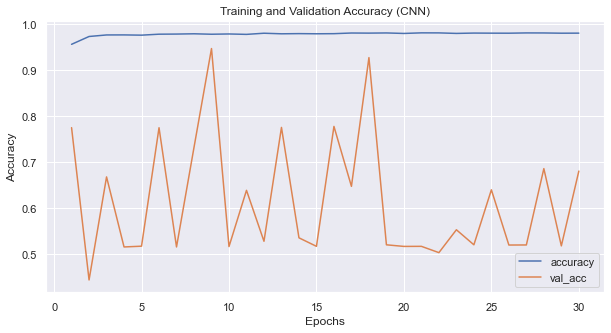 Training and Validation Accuracy (CNN)
1.0
0.9
0.8
0.7
0.6
0.5
Accuracy
0 5 10 15 20 25 30
Epochs
accuracy
val_acc